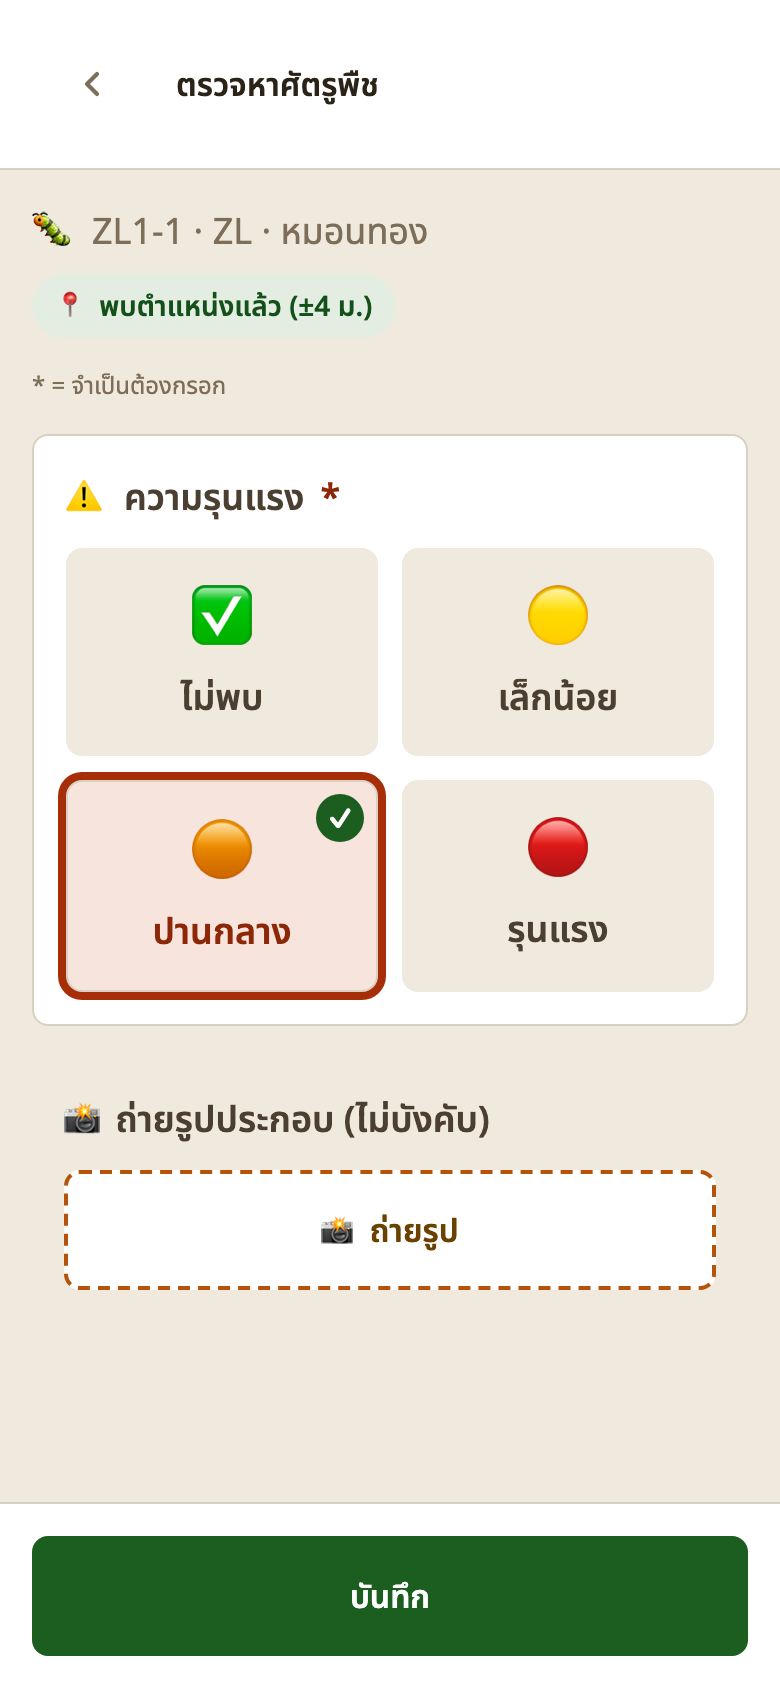 ตรวจหาศัตรูพืช
ZL1-1 · ZL · หมอนทอง
พบตำแหน่งแล้ว (±4 ม.)
* = จำเป็นต้องกรอก
ความรุนแรง *
ไม่พบ
เล็กน้อย
ปานกลาง
รุนแรง
ถ่ายรูปประกอบ (ไม่บังคับ)
ถ่ายรูป
บันทึก